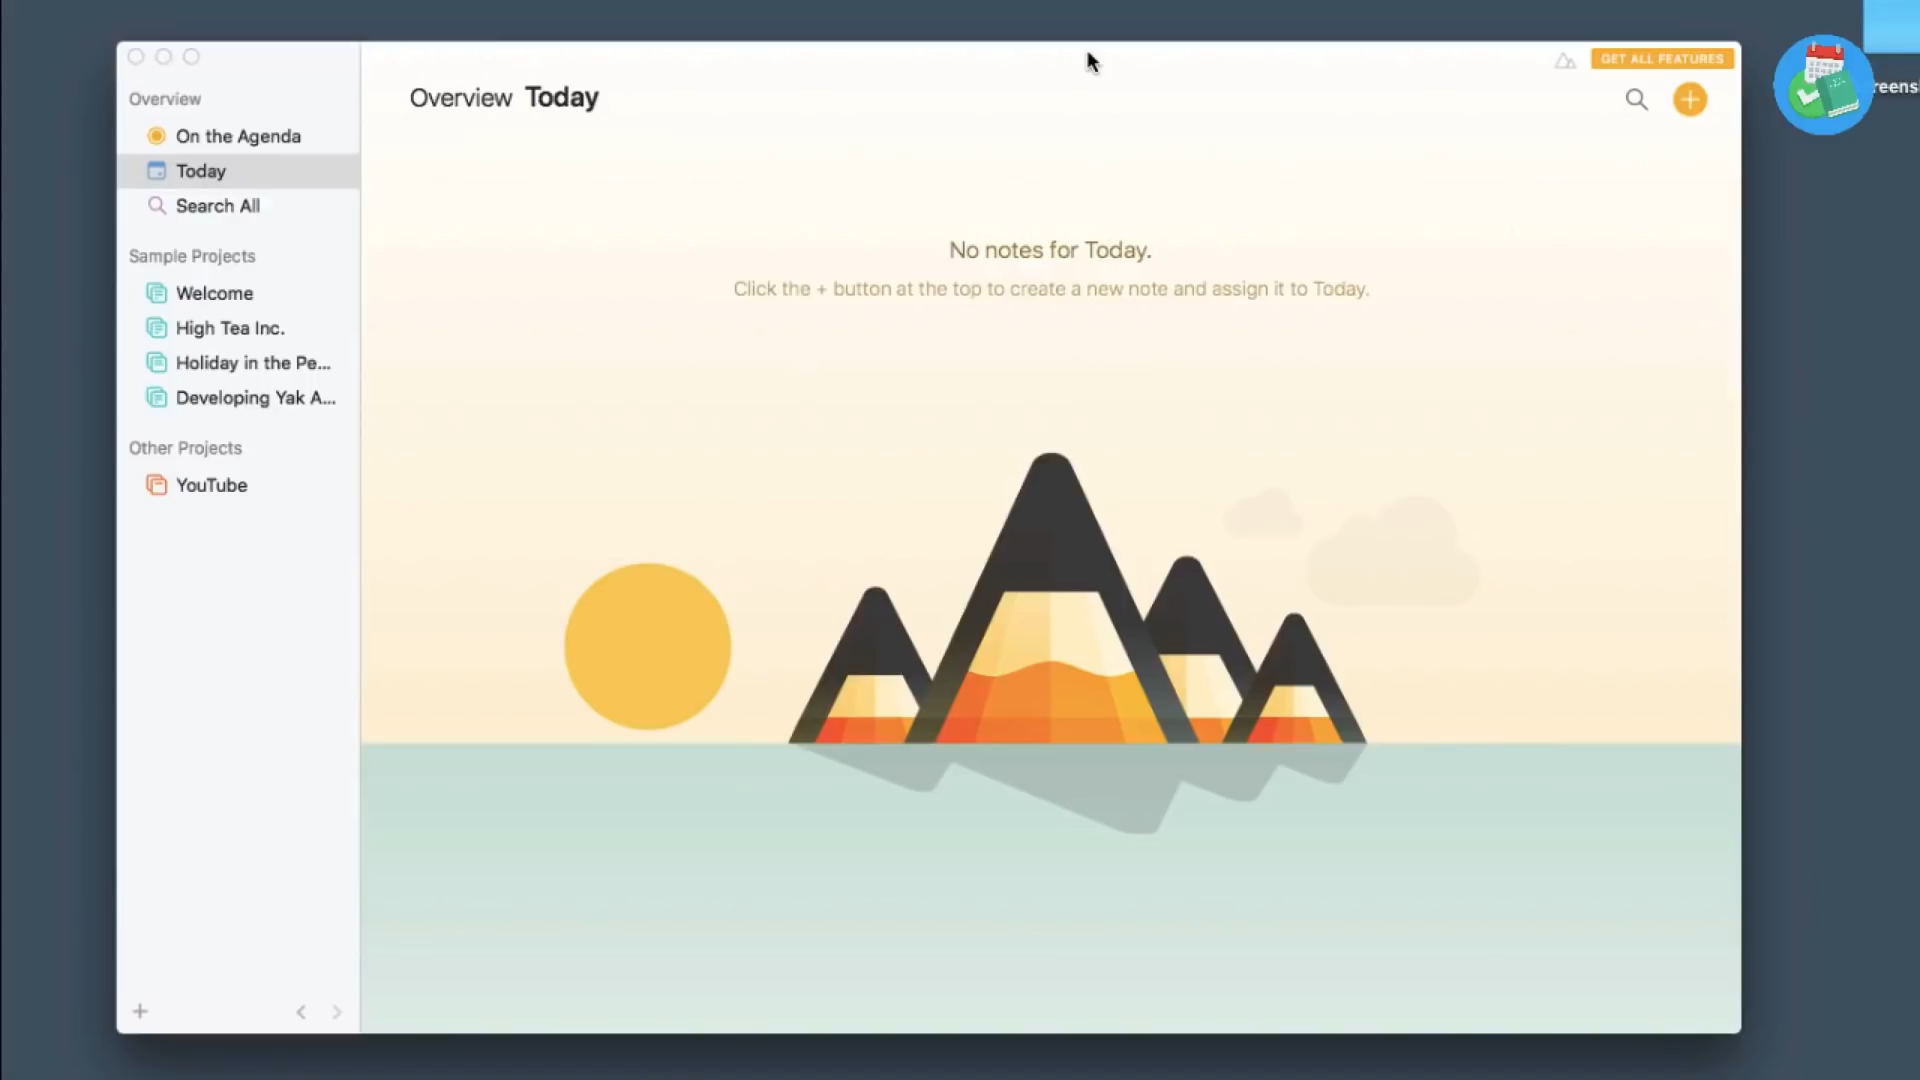 GET ALL FEATURES
Overview
On the Agenda
Today
Search All
Sample Projects
Welcome
High Tea Inc.
Holiday in the Pe...
Developing Yak A...
Other Projects
YouTube
Overview Today
No notes for Today.
Click the + button at the top to create a new note and assign it to Today.